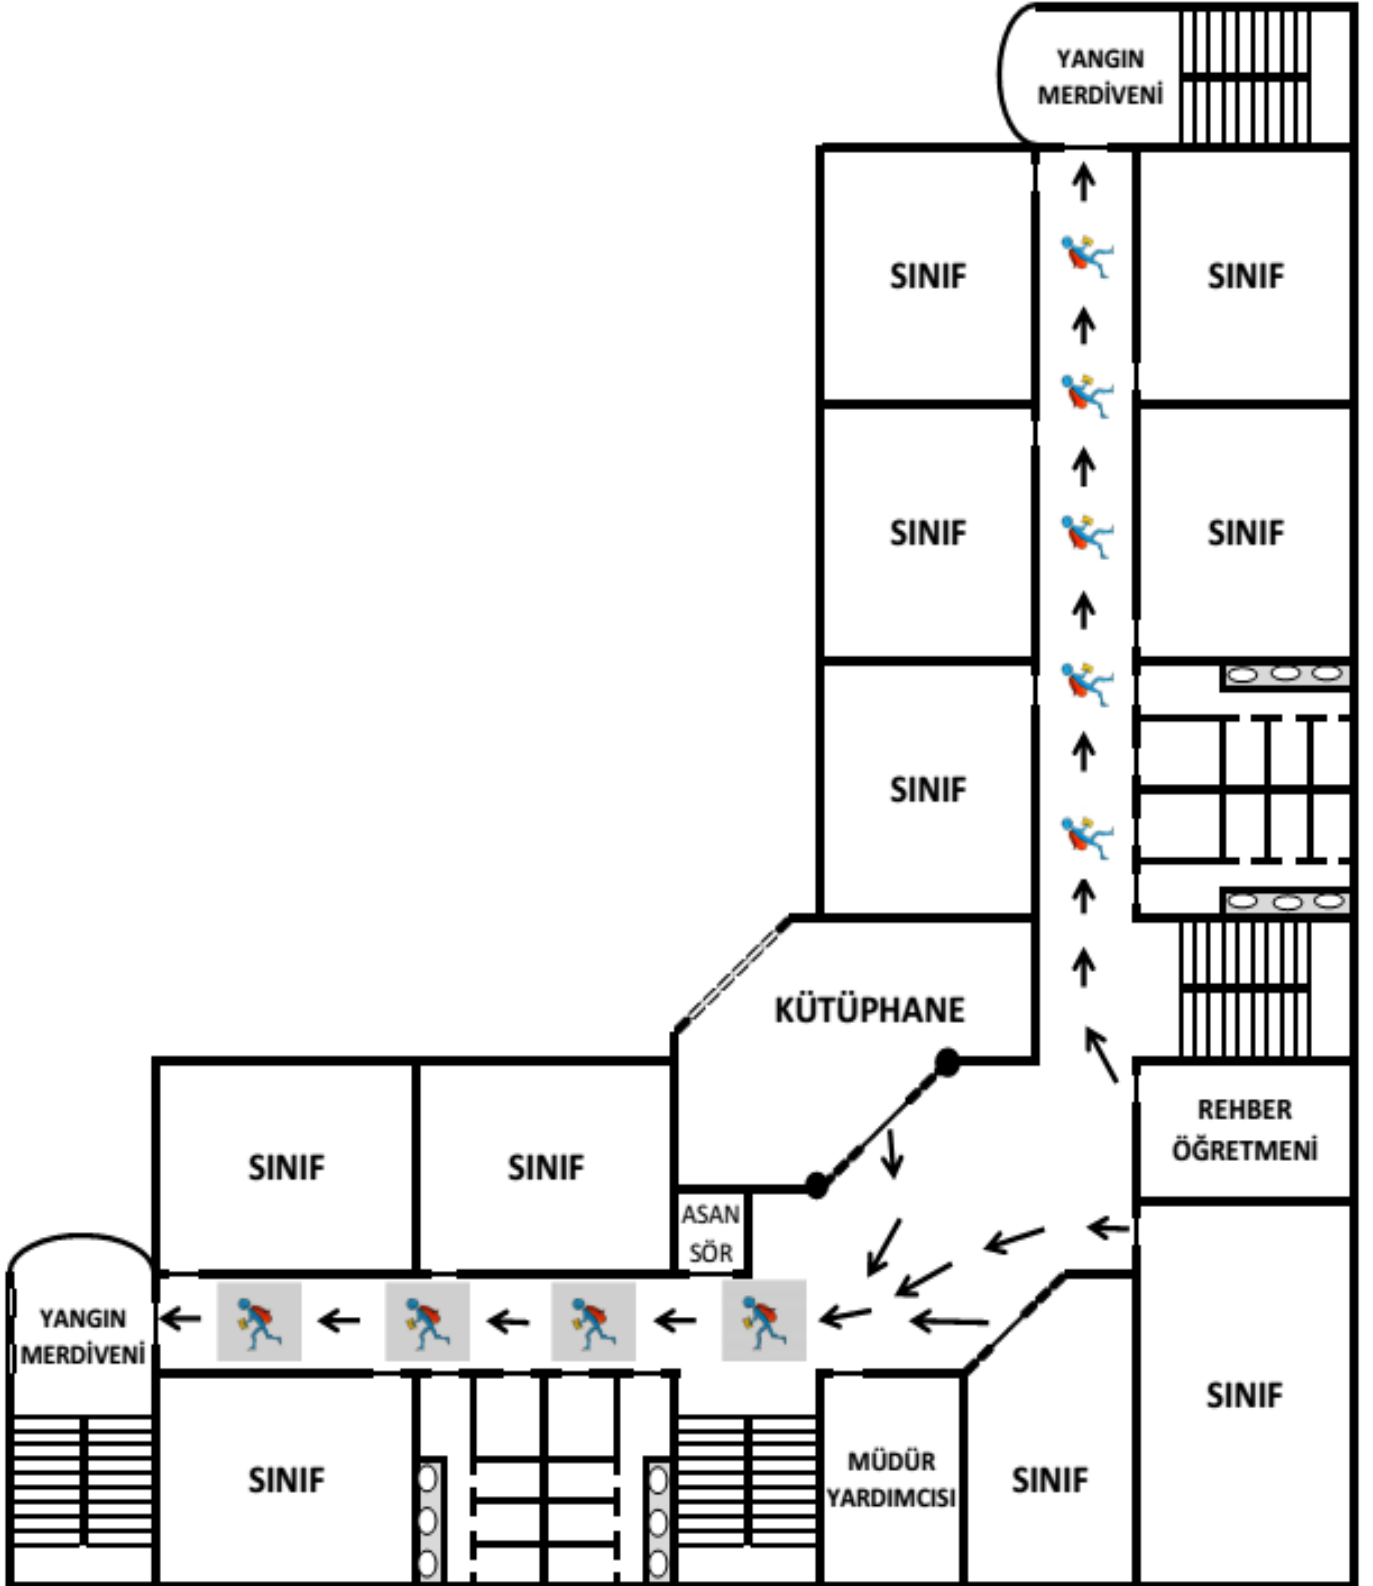 YANGIN
MERDİVENİ
SINIF
SINIF
SINIF
SINIF
SINIF
KÜTÜPHANE
REHBER
ÖĞRETMENİ
SINIF
SINIF
ASAN
SÖR
YANGIN
MERDİVENİ
SINIF
SINIF
MÜDÜR
YARDIMCISI
SINIF